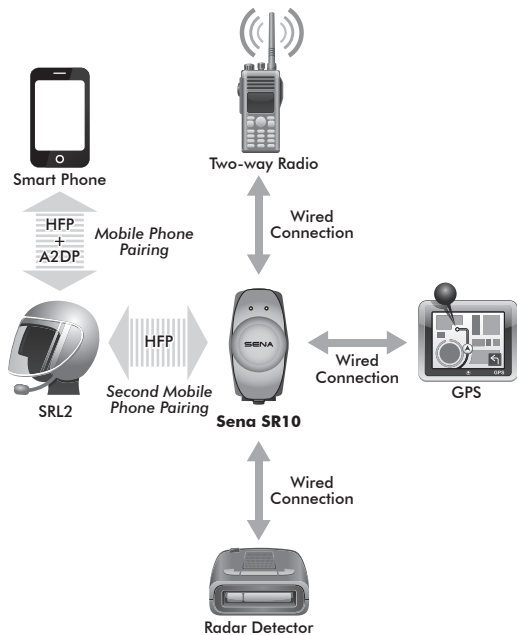 Two-way Radio
Smart Phone
Wired
Connection
HFP
+
A2DP
Mobile Phone
Pairing
HFP
SENA
Wired
Connection
GPS
GPS
SRL2
Second Mobile
Phone Pairing
Sena SR10
Wired
Connection
Radar Detector